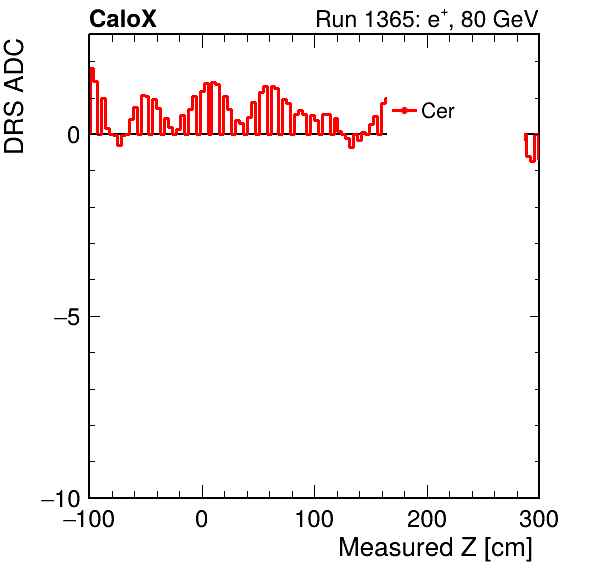 CaloX Run 1365: e⁺, 80 GeV
DRS ADC
Cer
0
−5
−10
−100 0 100 200 300
Measured Z [cm]